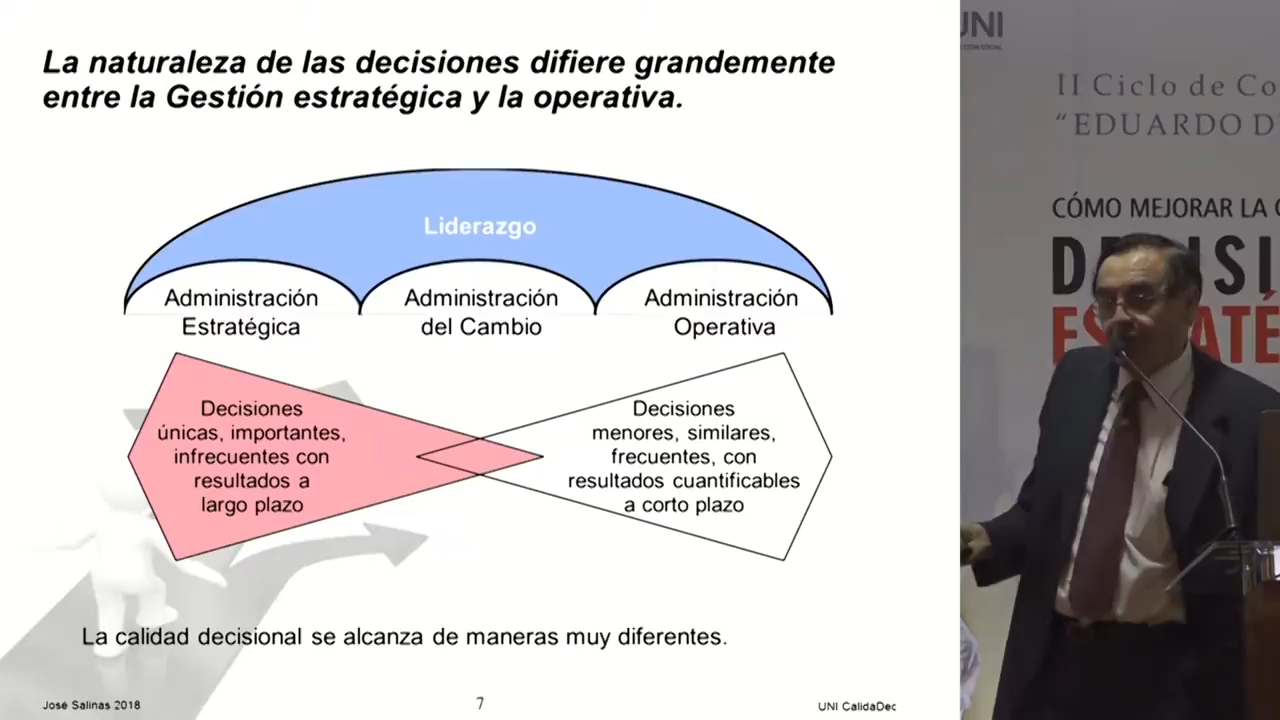 La naturaleza de las decisiones difiere grandemente
entre la Gestión estratégica y la operativa.
Liderazgo
Administración
Estratégica
Administración
del Cambio
Administración
Operativa
Decisiones
únicas, importantes,
infrecuentes con
resultados a
largo plazo
Decisiones
menores, similares,
frecuentes, con
resultados cuantificables
a corto plazo
La calidad decisional se alcanza de maneras muy diferentes.
José Salinas 2018
7
UNI CalidaDec
UNI
II Ciclo de Co
“EDUARDO D
CÓMO MEJORAR LA